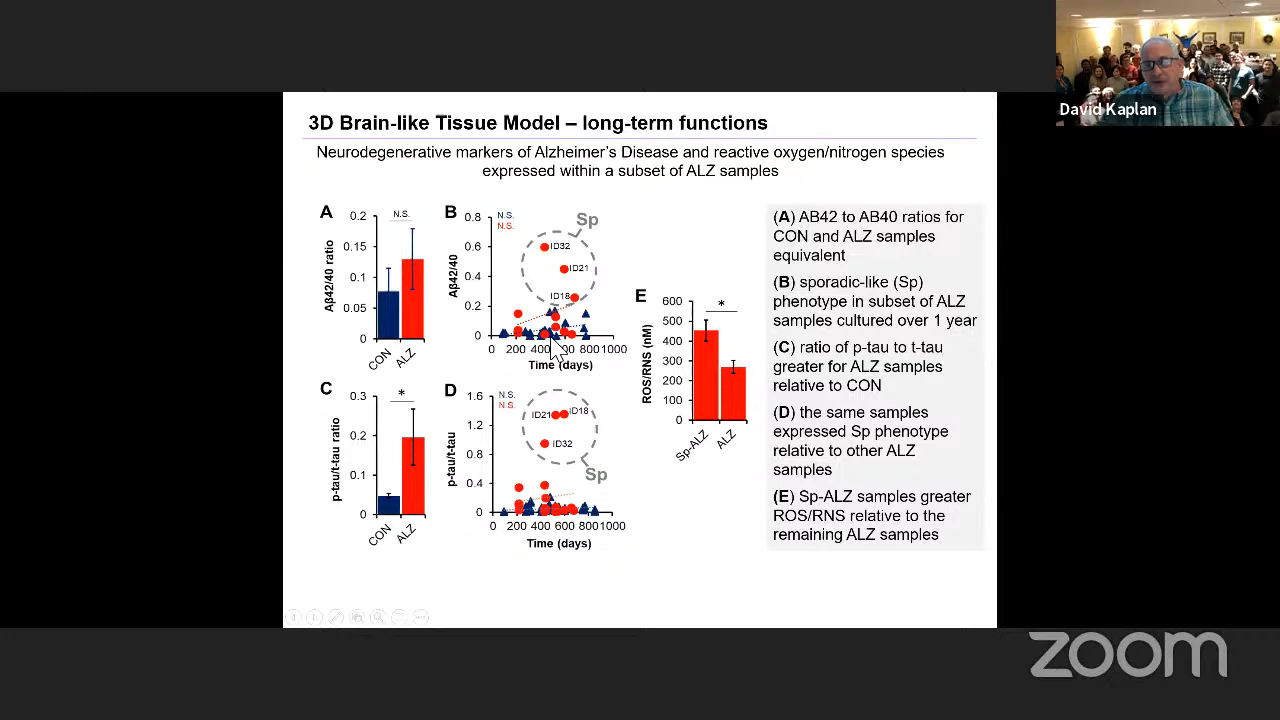 David Kaplan
3D Brain-like Tissue Model – long-term functions
Neurodegenerative markers of Alzheimer's Disease and reactive oxygen/nitrogen species
expressed within a subset of ALZ samples
A
Aβ42/40 ratio
0.2
0.15
0.1
0.05
0
N.S.
CON
ALZ
B
Aβ42/40
0.8
0.6
0.4
0.2
0
N.S.
N.S.
Sp
ID32
ID21
ID18
0 200 400 600 800 1000
Time (days)
C
p-tau/t-tau ratio
0.3
0.2
0.1
0
*
CON
ALZ
D
p-tau/t-tau
1.6
1.2
0.8
0.4
0
N.S.
N.S.
ID21
ID18
ID32
Sp
0 200 400 600 800 1000
Time (days)
E
ROS/RNS (nM)
600
500
400
300
200
100
0
*
Sp-ALZ
ALZ
(A) AB42 to AB40 ratios for
CON and ALZ samples
equivalent
(B) sporadic-like (Sp)
phenotype in subset of ALZ
samples cultured over 1 year
(C) ratio of p-tau to t-tau
greater for ALZ samples
relative to CON
(D) the same samples
expressed Sp phenotype
relative to other ALZ
samples
(E) Sp-ALZ samples greater
ROS/RNS relative to the
remaining ALZ samples
zoom